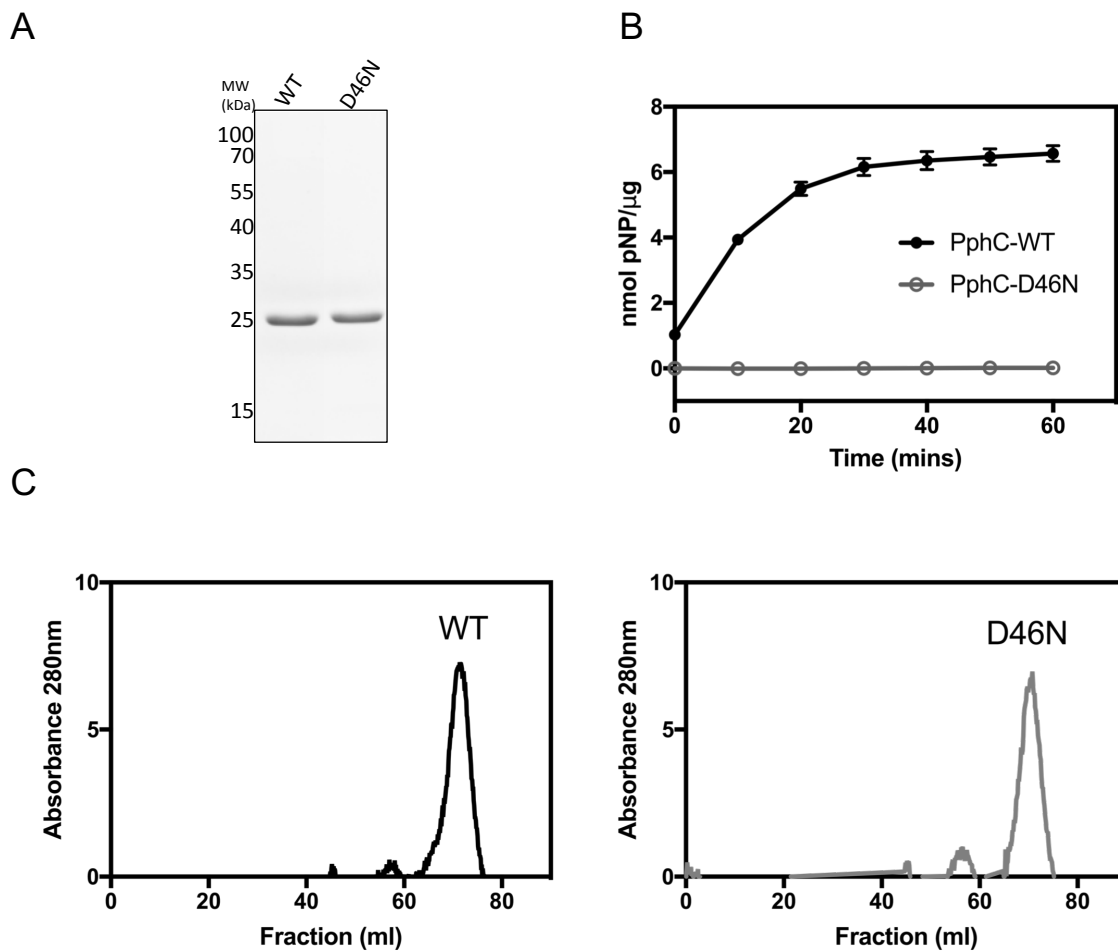 A
MW
(kDa)
WT
D46N
100
70
55
40
35
25
15
B
8
6
4
2
0
nmol pNP/µg
PphC-WT
PphC-D46N
0 20 40 60
Time (mins)
C
10
5
0
Absorbance 280nm
WT
0 20 40 60 80
Fraction (ml)
10
5
0
Absorbance 280nm
D46N
0 20 40 60 80
Fraction (ml)